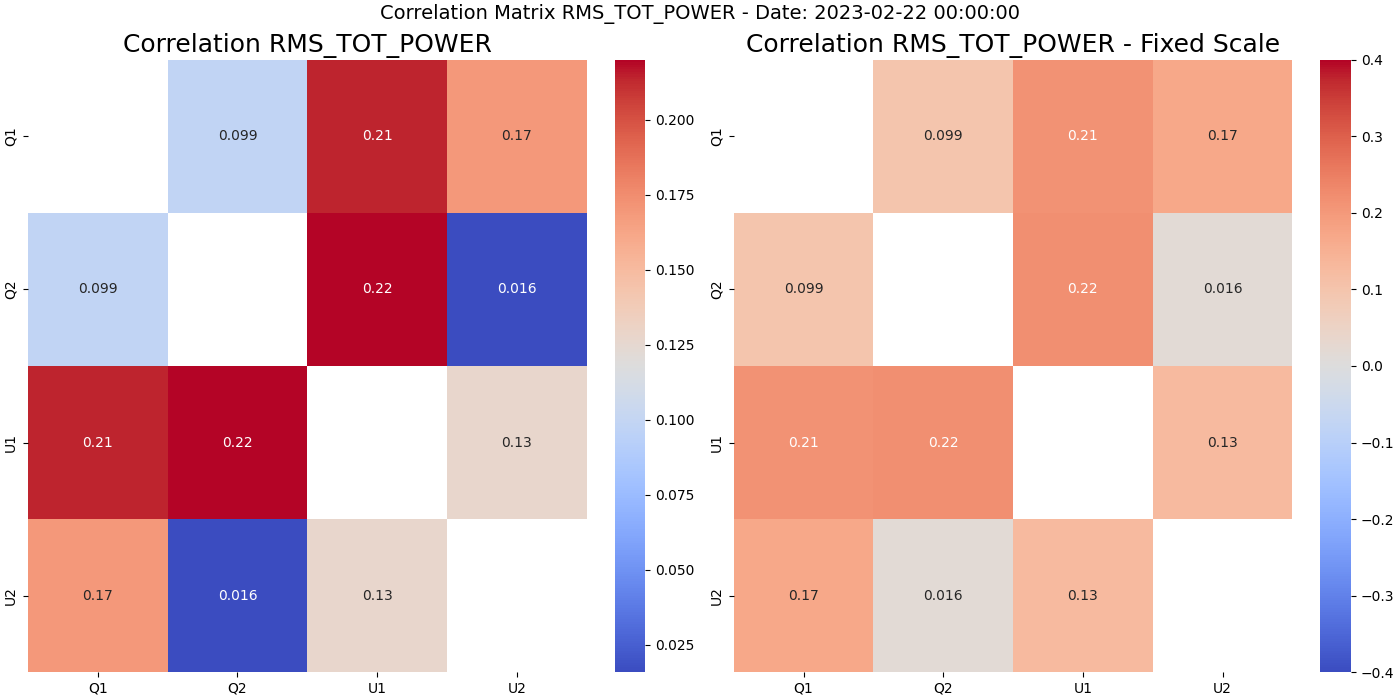 Correlation Matrix RMS_TOT_POWER - Date: 2023-02-22 00:00:00
Correlation RMS_TOT_POWER
Q1
Q2
U1
U2
0.099
0.21
0.17
0.099
0.22
0.016
0.21
0.22
0.13
0.17
0.016
0.13
Q1
Q2
U1
U2
0.200
0.175
0.150
0.125
0.100
0.075
0.050
0.025
Correlation RMS_TOT_POWER - Fixed Scale
Q1
Q2
U1
U2
0.099
0.21
0.17
0.099
0.22
0.016
0.21
0.22
0.13
0.17
0.016
0.13
Q1
Q2
U1
U2
0.4
0.3
0.2
0.1
0.0
−0.1
−0.2
−0.3
−0.4